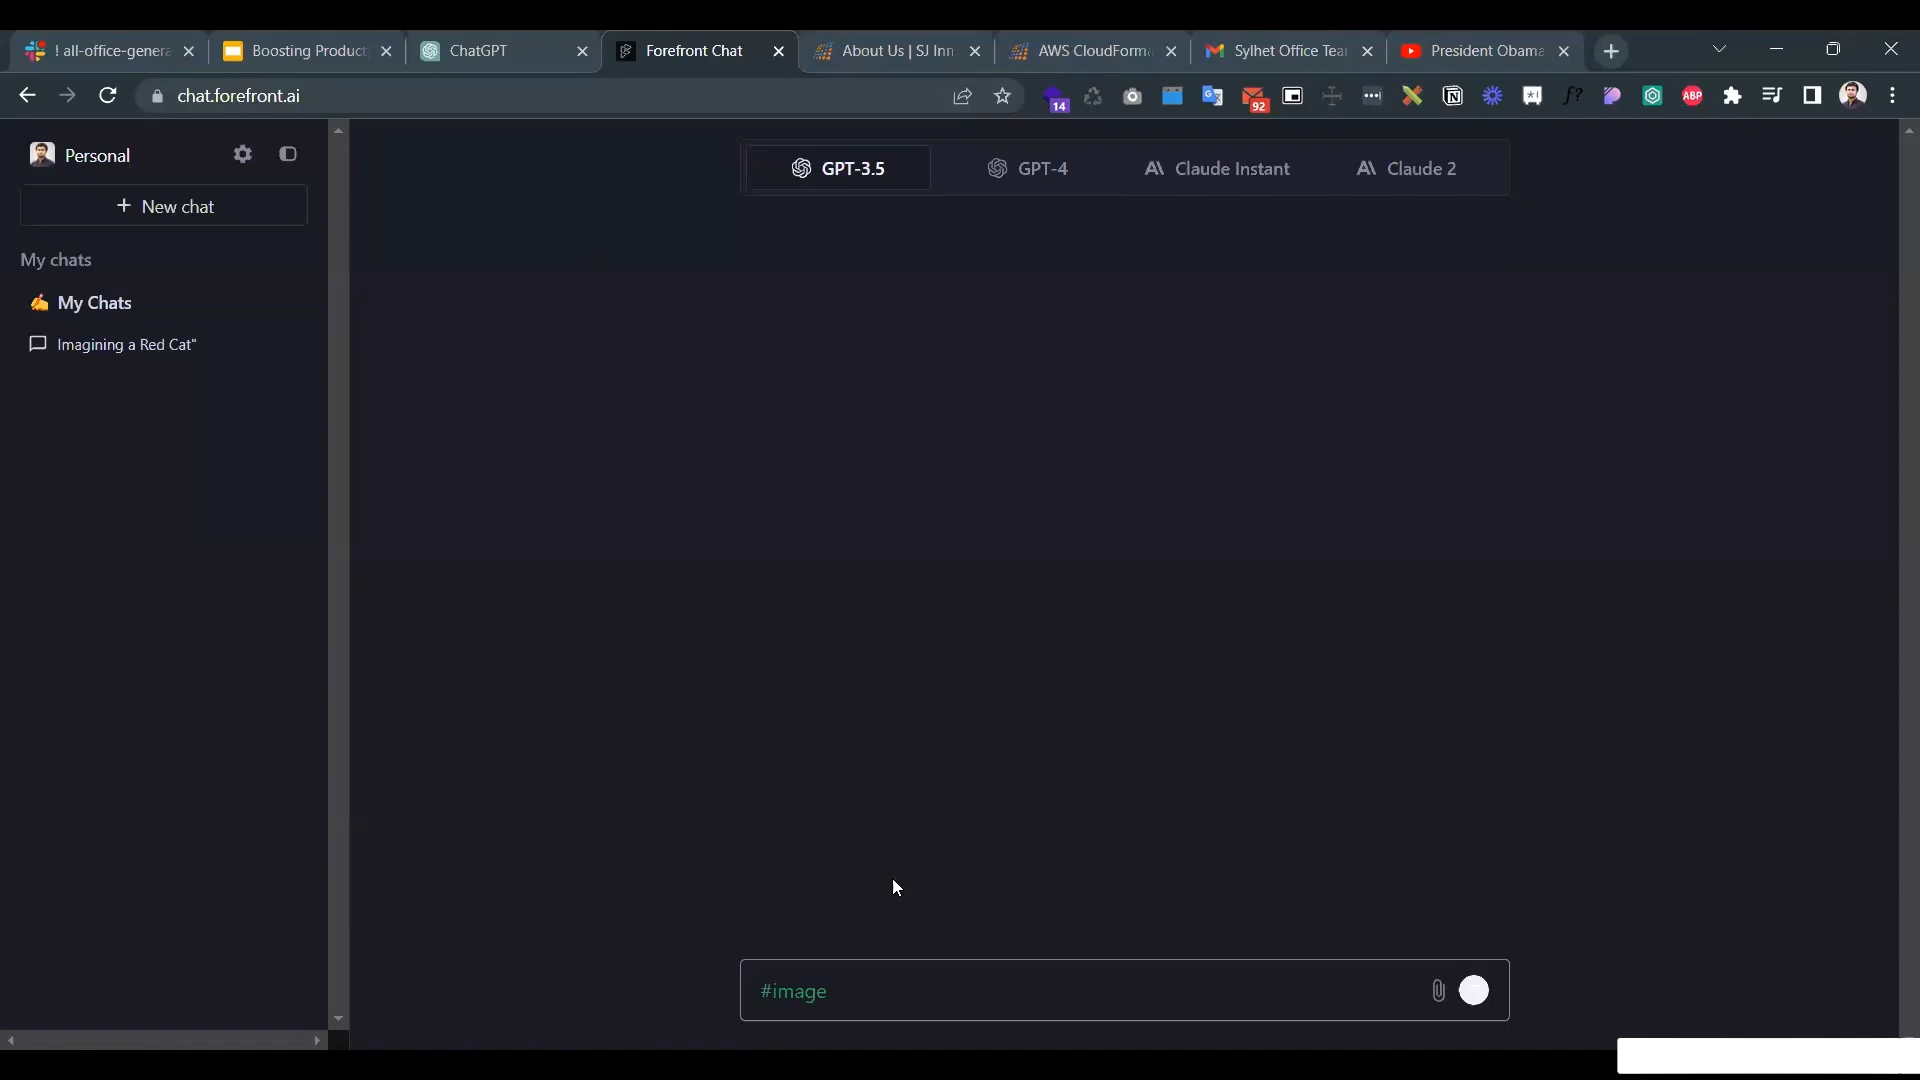 ! all-office-genera
Boosting Product
ChatGPT
Forefront Chat
About Us | SJ Inn
AWS CloudForma
Sylhet Office Tea
President Obama
chat.forefront.ai
14
92
ABP
Personal
New chat
My chats
My Chats
Imagining a Red Cat"
GPT-3.5
GPT-4
Claude Instant
Claude 2
#image